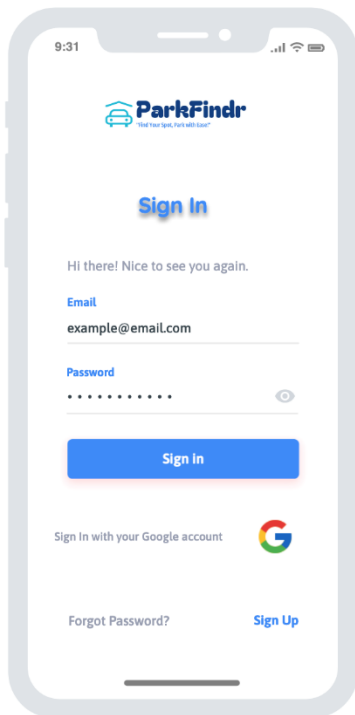 9:31
ParkFindr
"Find Your Spot, Park with Ease!"
Sign In
Hi there! Nice to see you again.
Email
example@email.com
Password
Sign in
Sign In with your Google account
Forgot Password? Sign Up